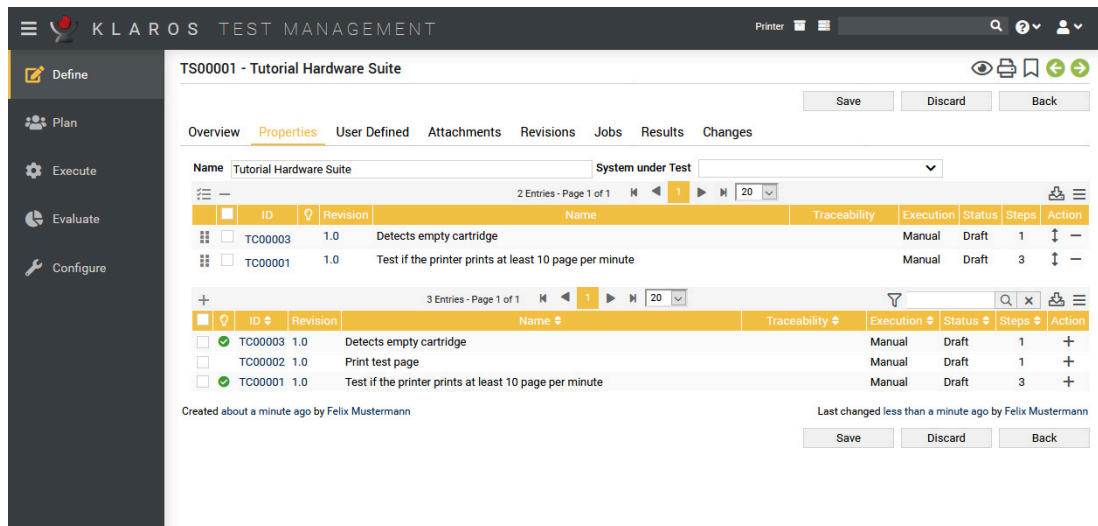 KLAROS TEST MANAGEMENT Printer
Define
Plan
Execute
Evaluate
Configure
TS00001 - Tutorial Hardware Suite
Save Discard Back
Overview Properties User Defined Attachments Revisions Jobs Results Changes
Name Tutorial Hardware Suite System under Test
2 Entries - Page 1 of 1 1 20
ID Revision Name Traceability Execution Status Steps Action
TC00003 1.0 Detects empty cartridge Manual Draft 1
TC00001 1.0 Test if the printer prints at least 10 page per minute Manual Draft 3
3 Entries - Page 1 of 1 1 20
ID Revision Name Traceability Execution Status Steps Action
TC00003 1.0 Detects empty cartridge Manual Draft 1
TC00002 1.0 Print test page Manual Draft 1
TC00001 1.0 Test if the printer prints at least 10 page per minute Manual Draft 3
Created about a minute ago by Felix Mustermann Last changed less than a minute ago by Felix Mustermann
Save Discard Back